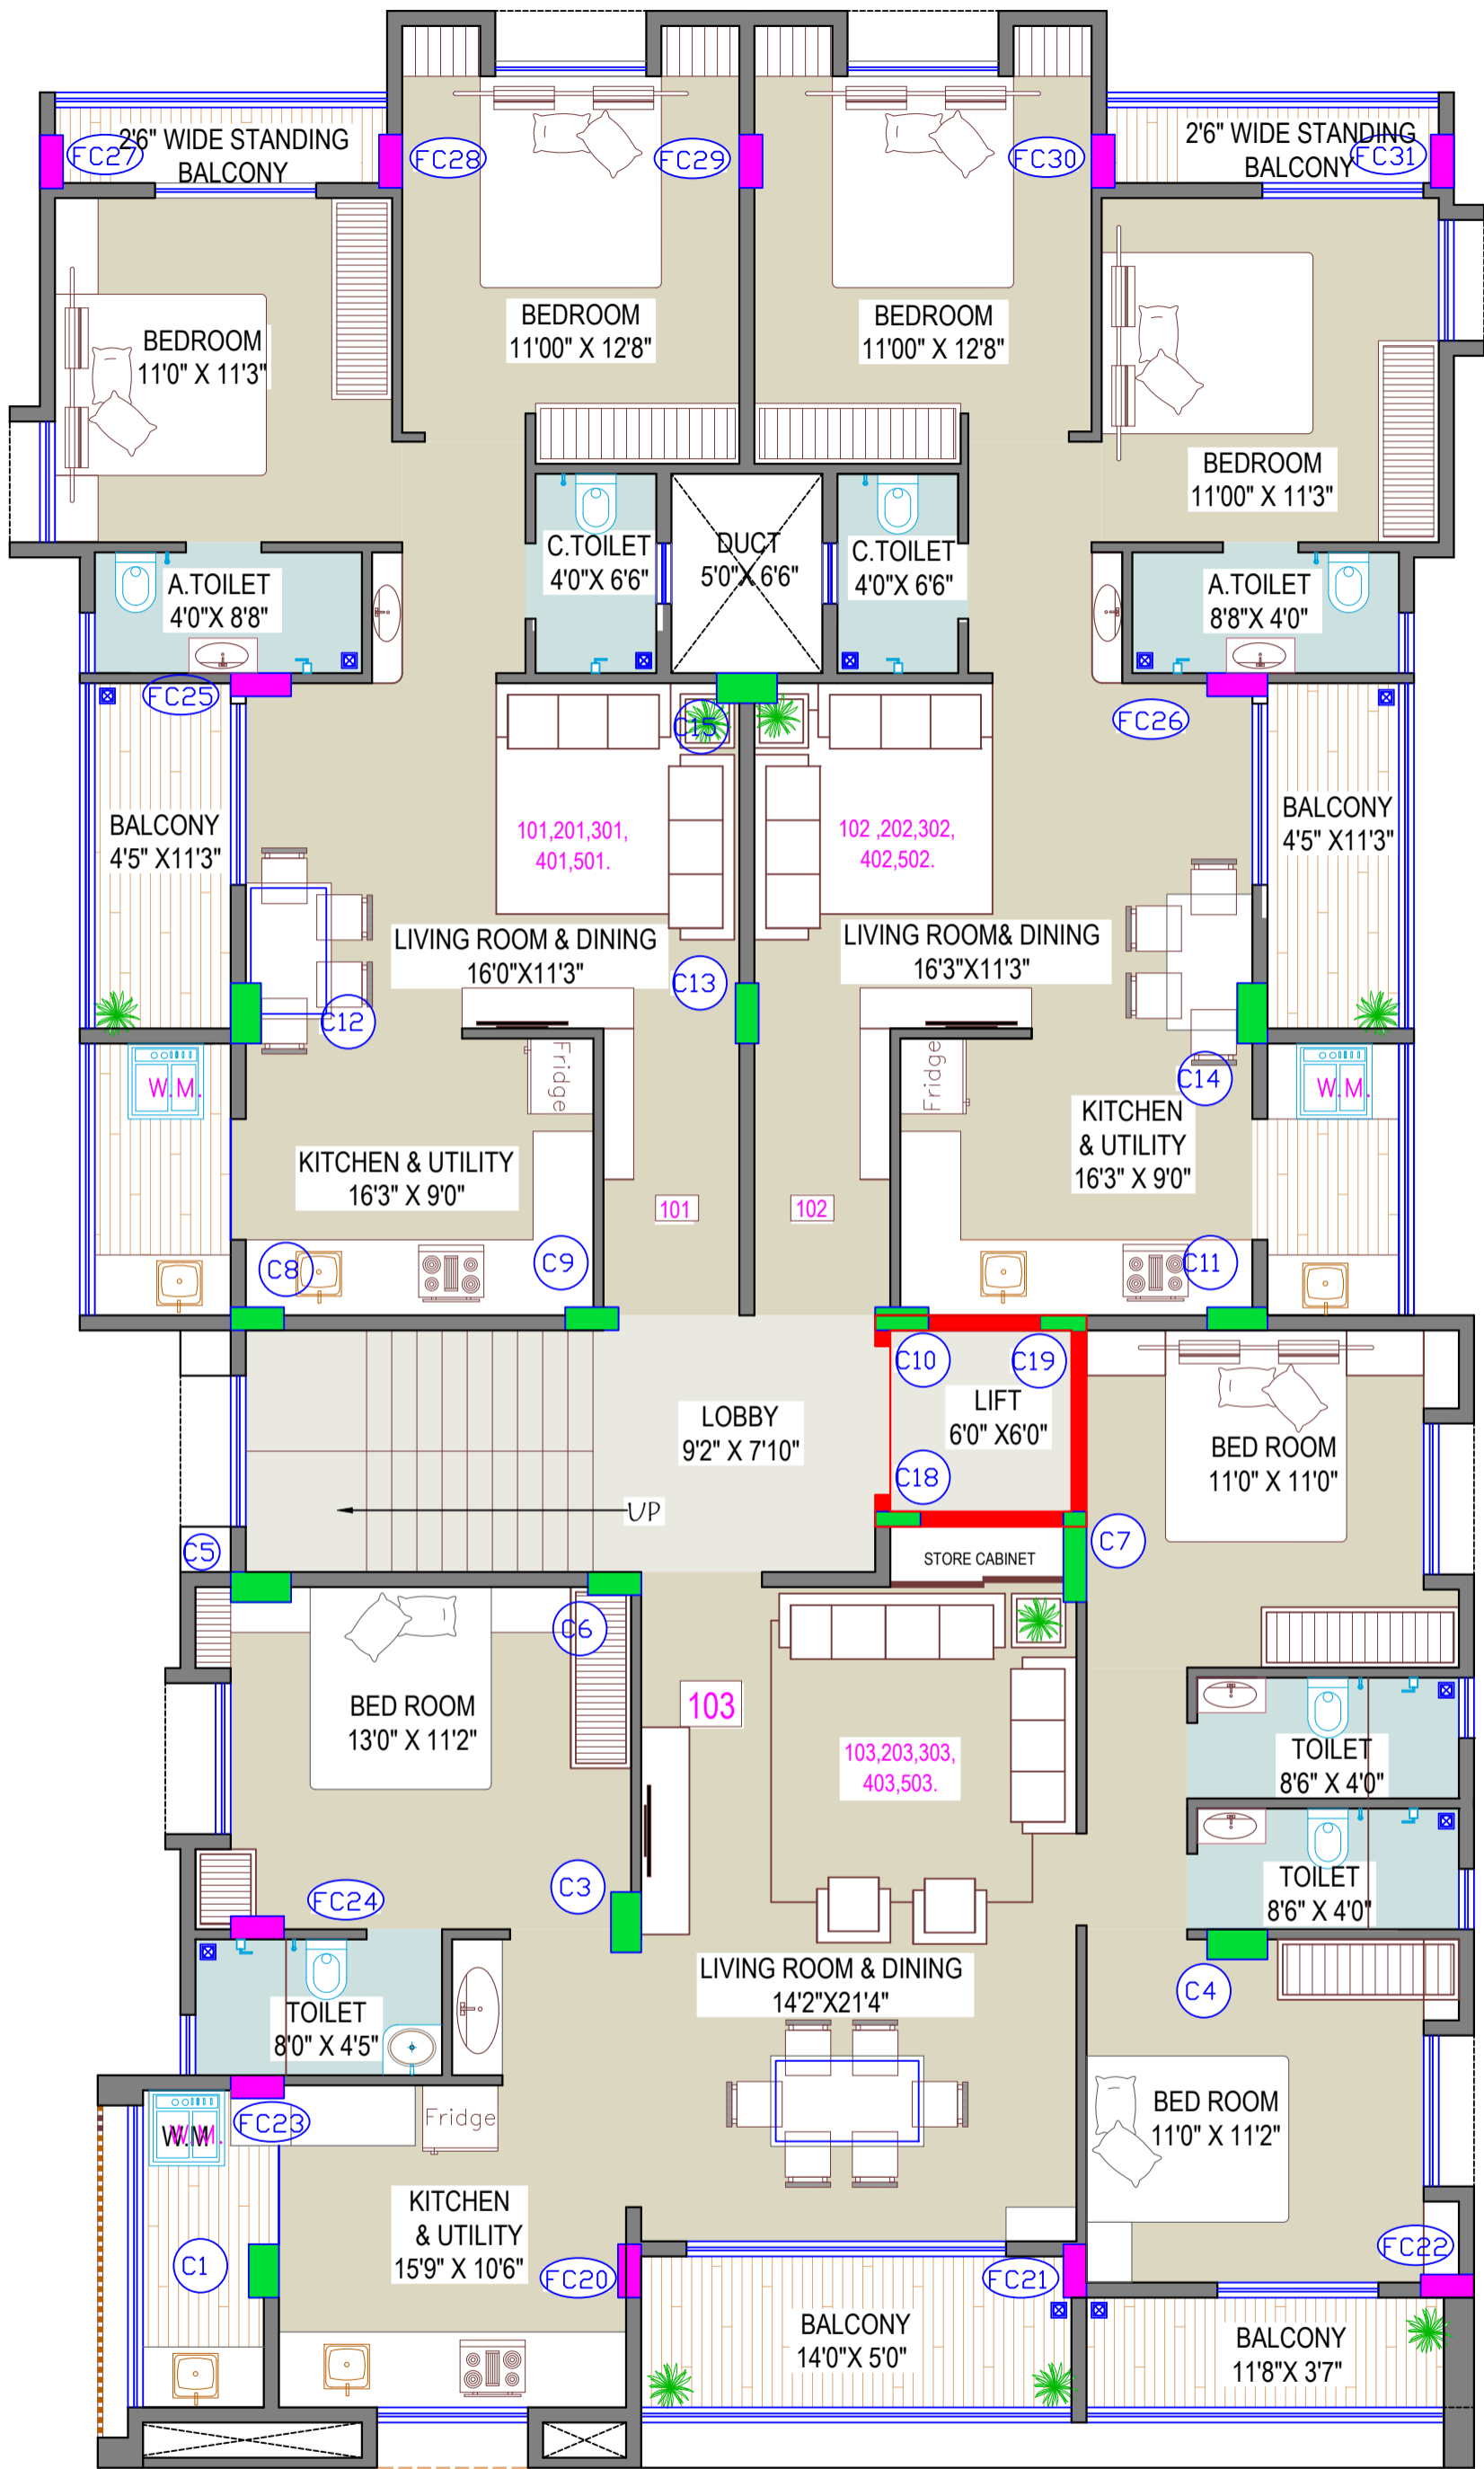 2'6" WIDE STANDING
BALCONY
FC27
FC28
FC29
FC30
2'6" WIDE STANDING
BALCONY
FC31
BEDROOM
11'0" X 11'3"
BEDROOM
11'00" X 12'8"
BEDROOM
11'00" X 12'8"
BEDROOM
11'00" X 11'3"
A.TOILET
4'0"X 8'8"
C.TOILET
4'0"X 6'6"
DUCT
5'0"X 6'6"
C.TOILET
4'0"X 6'6"
A.TOILET
8'8"X 4'0"
FC25
C15
FC26
BALCONY
4'5" X11'3"
101,201,301,
401,501.
102 ,202,302,
402,502.
BALCONY
4'5" X11'3"
LIVING ROOM & DINING
16'0"X11'3"
LIVING ROOM& DINING
16'3"X11'3"
C12
C13
C14
W.M.
Fridge
Fridge
W.M.
KITCHEN & UTILITY
16'3" X 9'0"
KITCHEN
& UTILITY
16'3" X 9'0"
101
102
C8
C9
C11
C10
C19
LIFT
6'0" X6'0"
LOBBY
9'2" X 7'10"
BED ROOM
11'0" X 11'0"
C18
UP
C5
C7
STORE CABINET
C6
BED ROOM
13'0" X 11'2"
103
103,203,303,
403,503.
TOILET
8'6" X 4'0"
TOILET
8'6" X 4'0"
C3
FC24
LIVING ROOM & DINING
14'2"X21'4"
C4
TOILET
8'0" X 4'5"
BED ROOM
11'0" X 11'2"
FC23
Fridge
W.M
W.M.
KITCHEN
& UTILITY
15'9" X 10'6"
C1
FC20
FC21
FC22
BALCONY
14'0"X 5'0"
BALCONY
11'8"X 3'7"